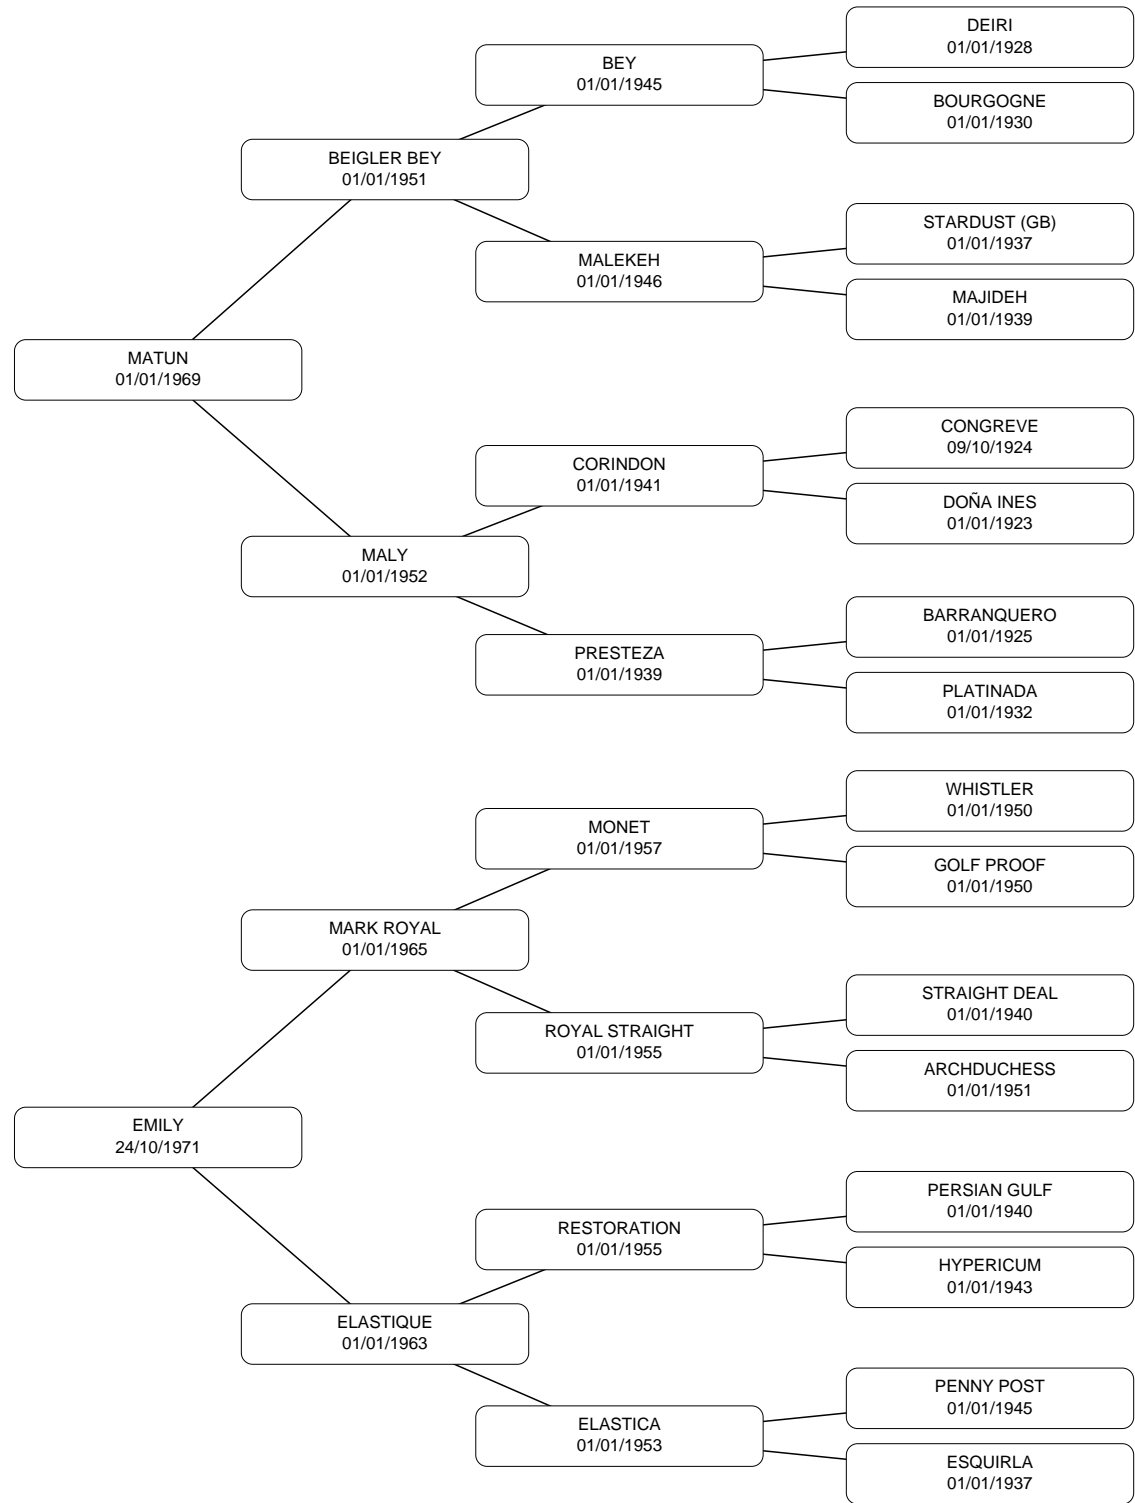 DEIRI
01/01/1928
BEY
01/01/1945
BOURGOGNE
01/01/1930
BEIGLER BEY
01/01/1951
STARDUST (GB)
01/01/1937
MALEKEH
01/01/1946
MAJIDEH
01/01/1939
MATUN
01/01/1969
CONGREVE
09/10/1924
CORINDON
01/01/1941
DOÑA INES
01/01/1923
MALY
01/01/1952
BARRANQUERO
01/01/1925
PRESTEZA
01/01/1939
PLATINADA
01/01/1932
WHISTLER
01/01/1950
MONET
01/01/1957
GOLF PROOF
01/01/1950
MARK ROYAL
01/01/1965
STRAIGHT DEAL
01/01/1940
ROYAL STRAIGHT
01/01/1955
ARCHDUCHESS
01/01/1951
EMILY
24/10/1971
PERSIAN GULF
01/01/1940
RESTORATION
01/01/1955
HYPERICUM
01/01/1943
ELASTIQUE
01/01/1963
PENNY POST
01/01/1945
ELASTICA
01/01/1953
ESQUIRLA
01/01/1937